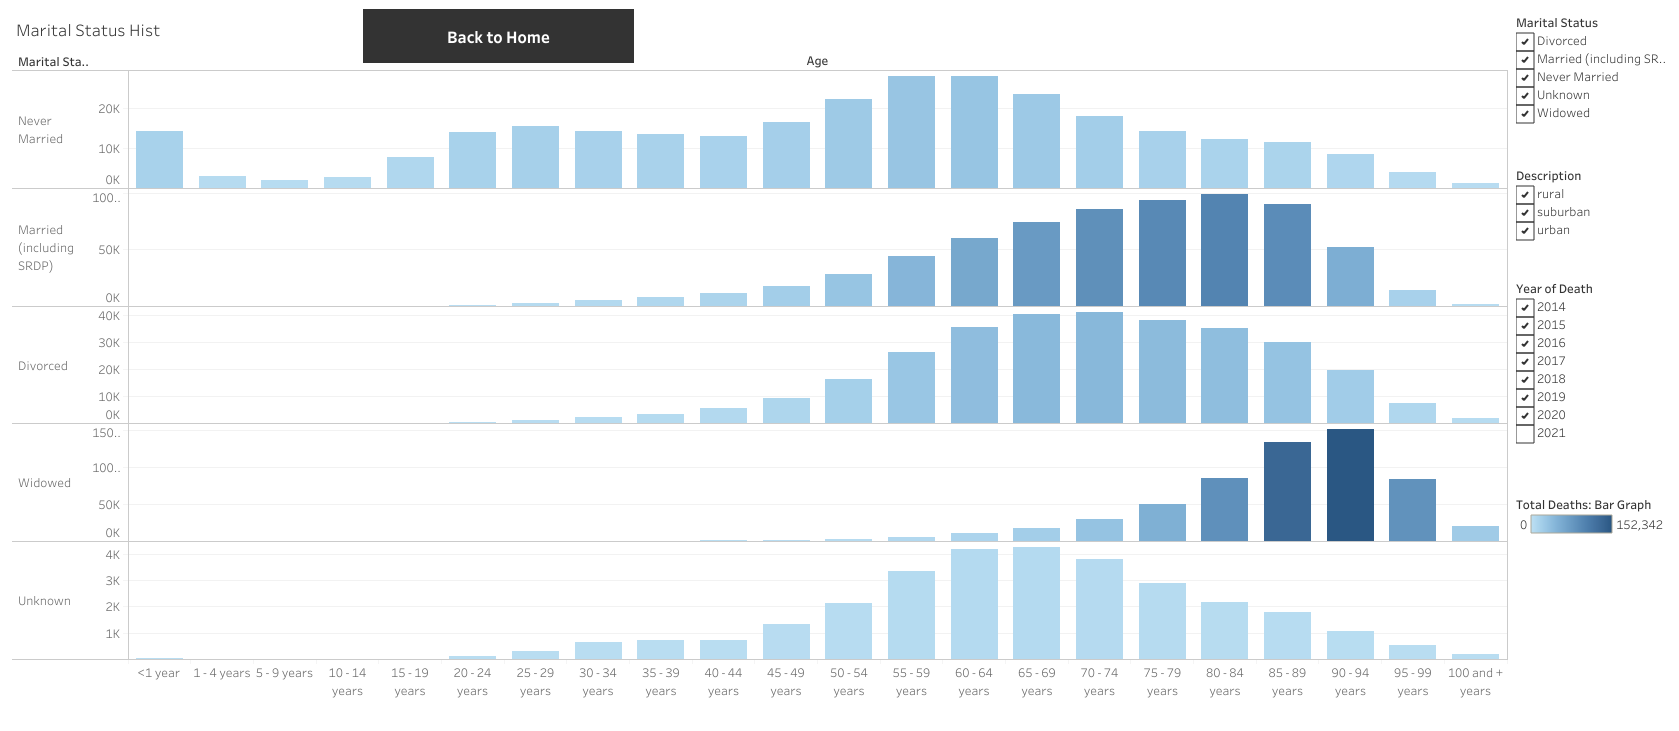 Marital Status Hist
Back to Home
Marital Sta..
Age
Never
Married
20K
10K
0K
Married
(including
SRDP)
100..
50K
0K
Divorced
40K
30K
20K
10K
0K
Widowed
150..
100..
50K
0K
Unknown
4K
3K
2K
1K
<1 year
1 - 4 years
5 - 9 years
10 - 14
years
15 - 19
years
20 - 24
years
25 - 29
years
30 - 34
years
35 - 39
years
40 - 44
years
45 - 49
years
50 - 54
years
55 - 59
years
60 - 64
years
65 - 69
years
70 - 74
years
75 - 79
years
80 - 84
years
85 - 89
years
90 - 94
years
95 - 99
years
100 and +
years
Marital Status
Divorced
Married (including SR..
Never Married
Unknown
Widowed
Description
rural
suburban
urban
Year of Death
2014
2015
2016
2017
2018
2019
2020
2021
Total Deaths: Bar Graph
0
152,342